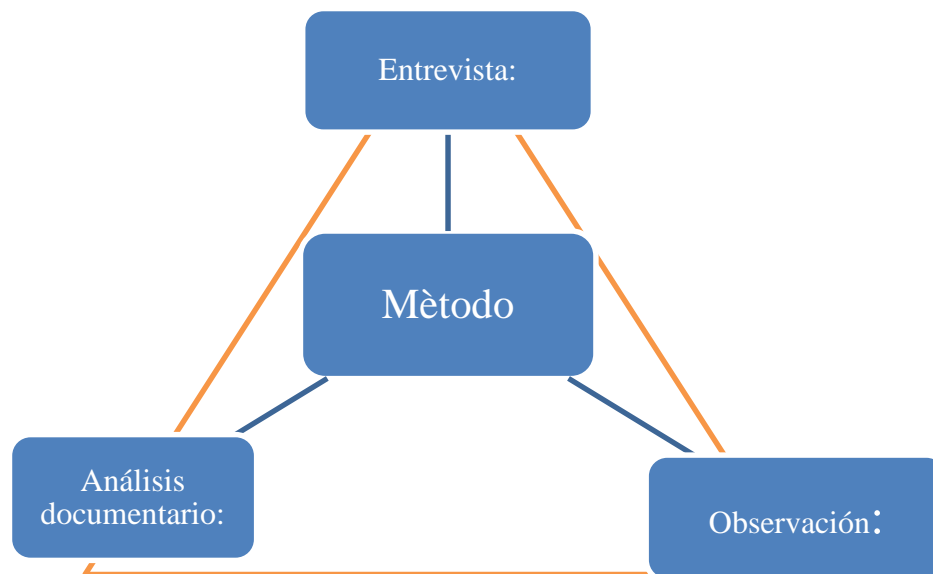 Entrevista:
Mètodo
Análisis
documentario:
Observación: